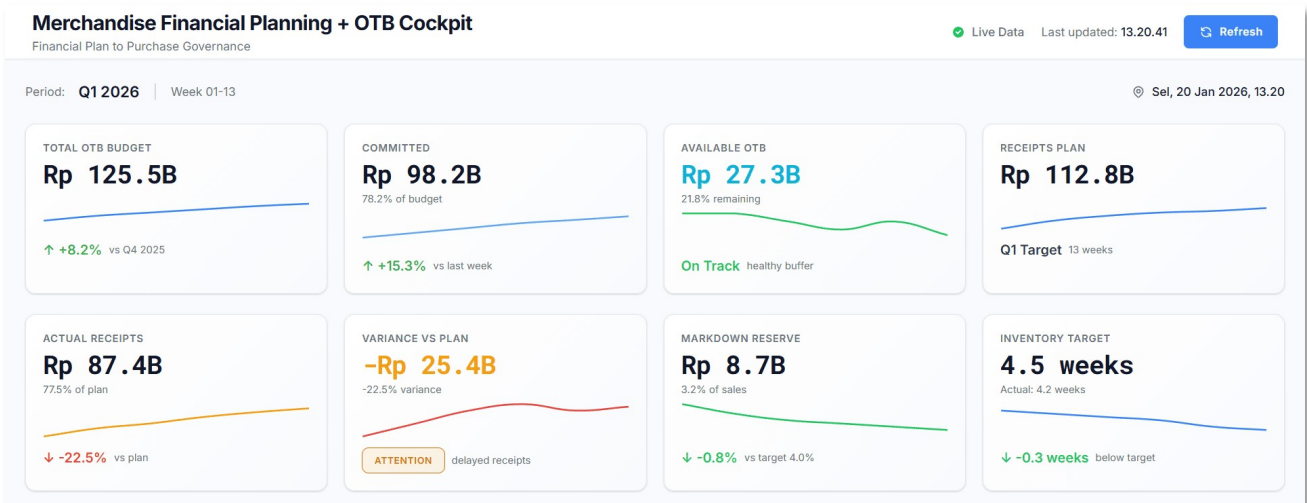 Merchandise Financial Planning + OTB Cockpit
Financial Plan to Purchase Governance
Live Data
Last updated: 13.20.41
Refresh
Period: Q1 2026
Week 01-13
Sel, 20 Jan 2026, 13.20
TOTAL OTB BUDGET
Rp 125.5B
↑ +8.2% vs Q4 2025
COMMITTED
Rp 98.2B
78.2% of budget
↑ +15.3% vs last week
AVAILABLE OTB
Rp 27.3B
21.8% remaining
On Track healthy buffer
RECEIPTS PLAN
Rp 112.8B
Q1 Target 13 weeks
ACTUAL RECEIPTS
Rp 87.4B
77.5% of plan
↓ -22.5% vs plan
VARIANCE VS PLAN
-Rp 25.4B
-22.5% variance
ATTENTION delayed receipts
MARKDOWN RESERVE
Rp 8.7B
3.2% of sales
↓ -0.8% vs target 4.0%
INVENTORY TARGET
4.5 weeks
Actual: 4.2 weeks
↓ -0.3 weeks below target